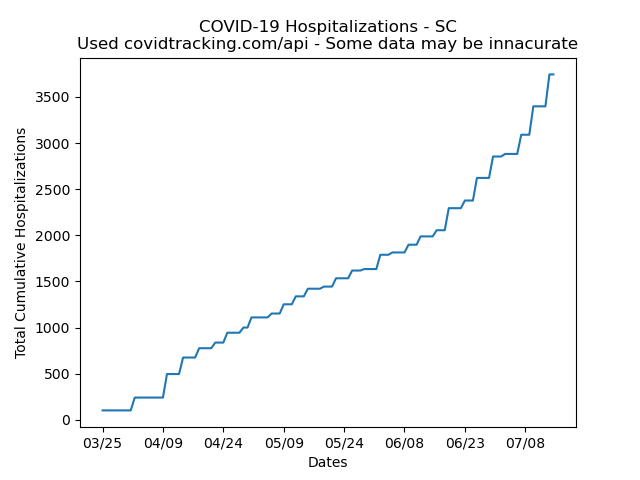 COVID-19 Hospitalizations - SC
Used covidtracking.com/api - Some data may be innacurate
Total Cumulative Hospitalizations
3500
3000
2500
2000
1500
1000
500
0
03/25 04/09 04/24 05/09 05/24 06/08 06/23 07/08
Dates